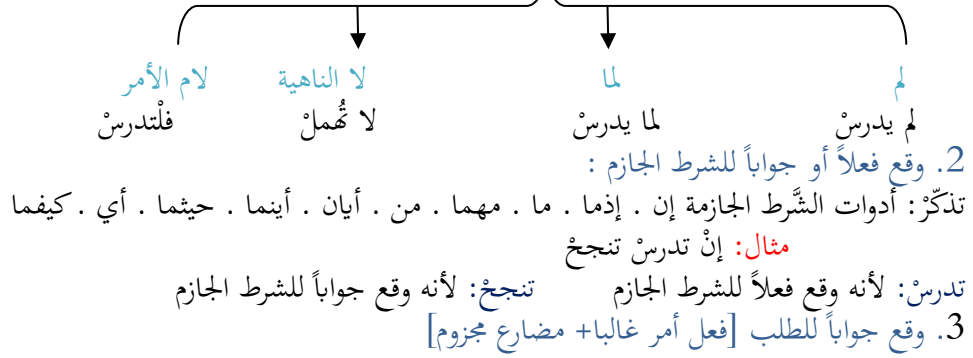 لم لما لا الناهية لام الأمر
لم يدرسْ لما يدرسْ لا تُهملْ فلْتدرسْ
2. وقع فعلاً أو جواباً للشرط الجازم :
تذكّرْ: أدوات الشَّرط الجازمة إن . إذما . ما . مهما . من . أيان . أينما . حيثما . أي . كيفما
مثال: إنْ تدرسْ تنجحْ
تدرسْ: لأنه وقع فعلاً للشرط الجازم تنجحْ: لأنه وقع جواباً للشرط الجازم
3. وقع جواباً للطلب [فعل أمر غالبا+ مضارع مجزوم]